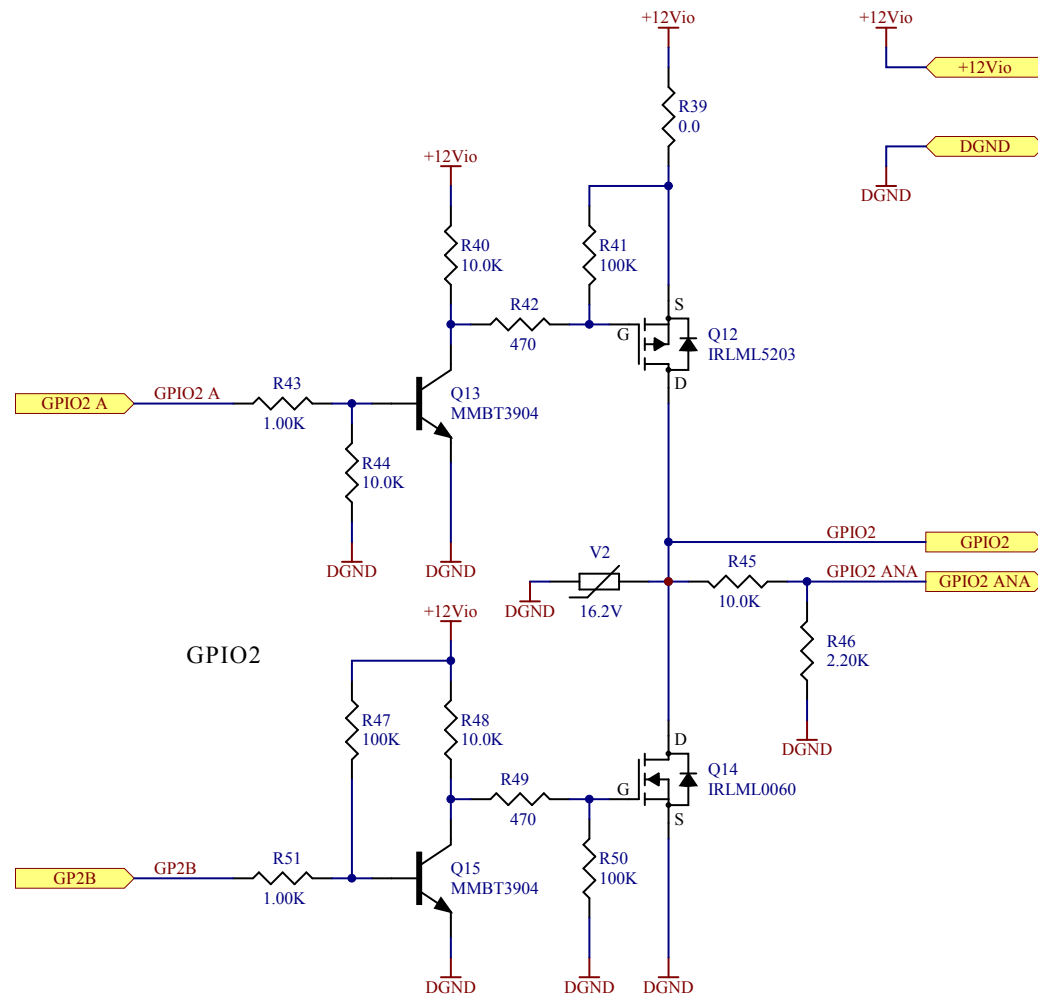 +12Vio
+12Vio
+12Vio
R39
0.0
DGND
DGND
+12Vio
R40
10.0K
R41
100K
R42
470
S
G
D
Q12
IRLML5203
GPIO2 A
GPIO2 A
R43
1.00K
Q13
MMBT3904
R44
10.0K
DGND
DGND
GPIO2
GPIO2
V2
16.2V
DGND
R45
10.0K
GPIO2 ANA
GPIO2 ANA
+12Vio
GPIO2
R46
2.20K
DGND
R47
100K
R48
10.0K
R49
470
D
G
S
Q14
IRLML0060
GP2B
GP2B
R51
1.00K
Q15
MMBT3904
R50
100K
DGND
DGND
DGND